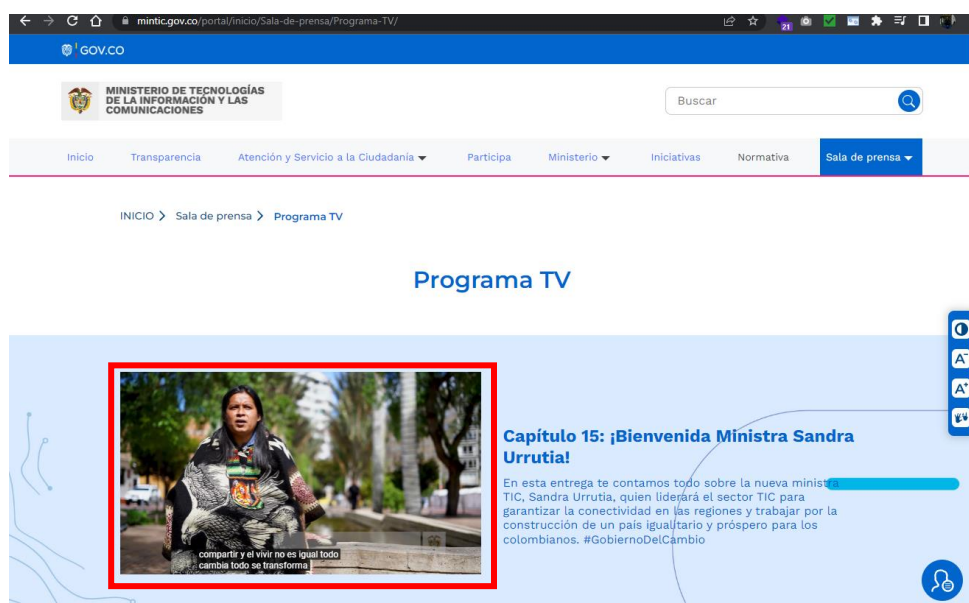 mintic.gov.co/portal/inicio/Sala-de-prensa/Programa-TV/
21
GOV.CO
MINISTERIO DE TECNOLOGÍAS
DE LA INFORMACIÓN Y LAS
COMUNICACIONES
Buscar
Inicio Transparencia Atención y Servicio a la Ciudadanía Participa Ministerio Iniciativas Normativa Sala de prensa
INICIO Sala de prensa Programa TV
Programa TV
A-
A+
Capítulo 15: ¡Bienvenida Ministra Sandra
Urrutia!
En esta entrega te contamos todo sobre la nueva ministra
TIC, Sandra Urrutia, quien liderará el sector TIC para
garantizar la conectividad en las regiones y trabajar por la
construcción de un país igualitario y próspero para los
colombianos. #GobiernoDelCambio
compartir y el vivir no es igual todo
cambia todo se transforma